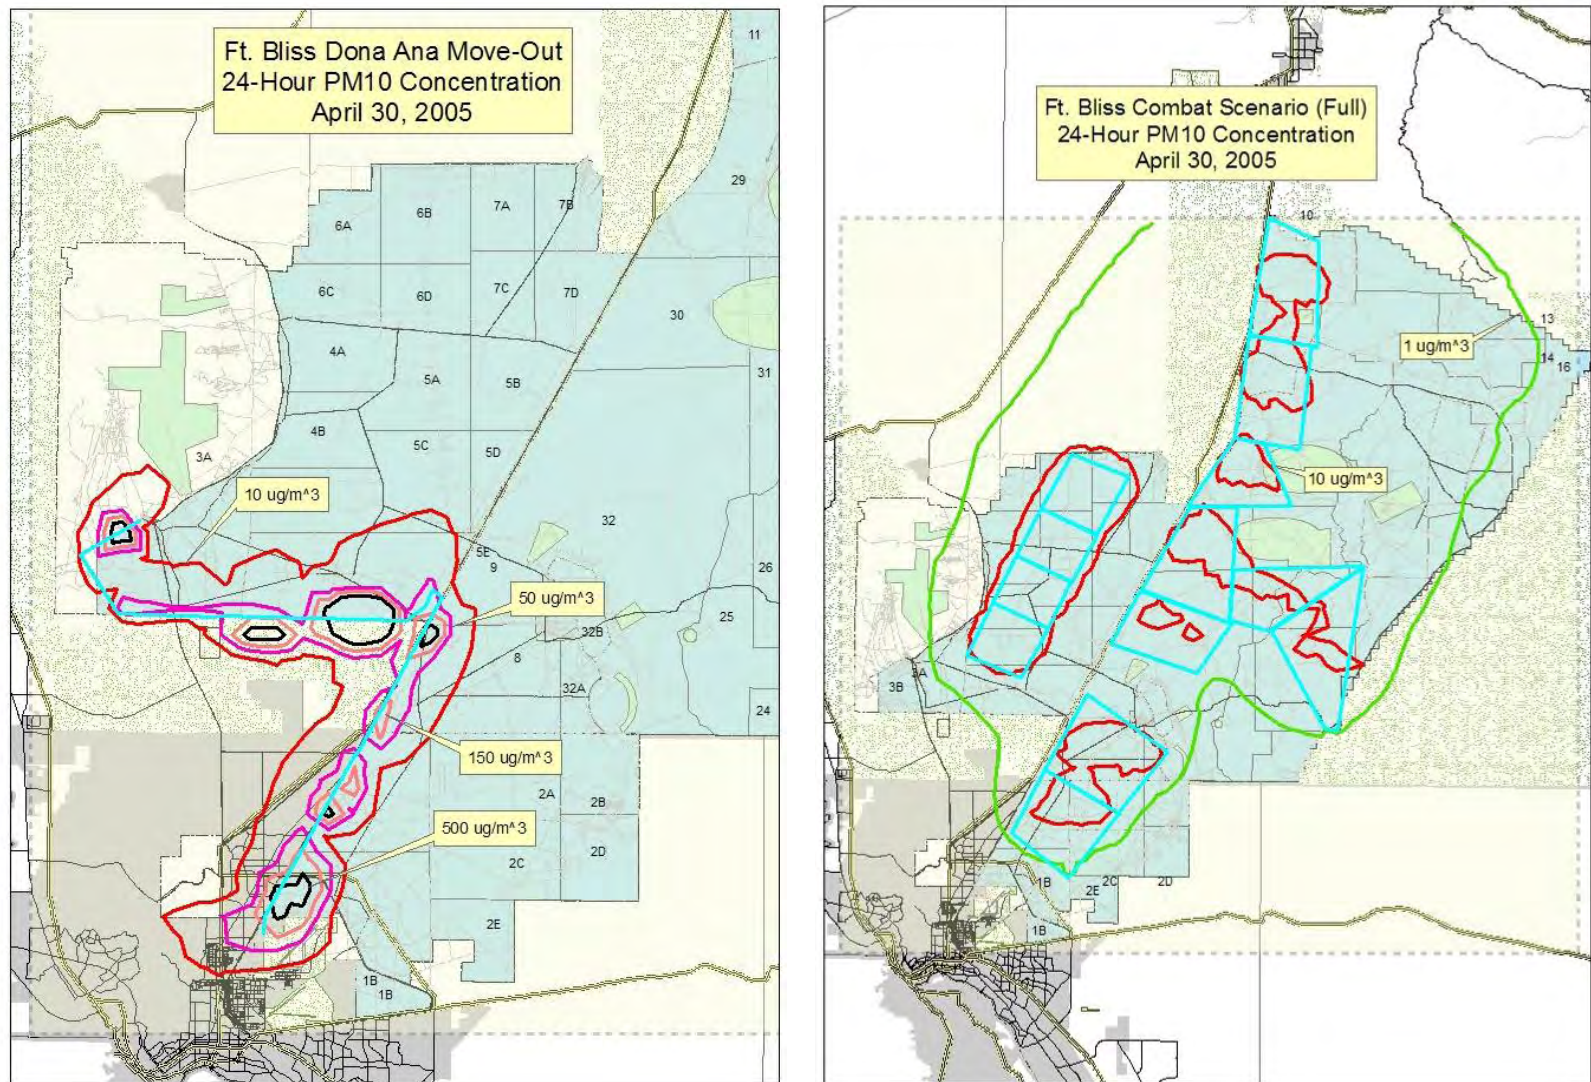 Ft. Bliss Dona Ana Move-Out
24-Hour PM10 Concentration
April 30, 2005
11
29
6A
6B
7A
7B
6C
6D
7C
7D
30
4A
5A
5B
31
4B
5C
5D
3A
10 ug/m^3
32
5E
9
26
50 ug/m^3
25
32B
8
32A
24
150 ug/m^3
2A
2B
500 ug/m^3
2C
2D
2E
1B
1B
Ft. Bliss Combat Scenario (Full)
24-Hour PM10 Concentration
April 30, 2005
10
13
1 ug/m^3
14
16
10 ug/m^3
3A
3B
1B
2E
2C
2D
1B